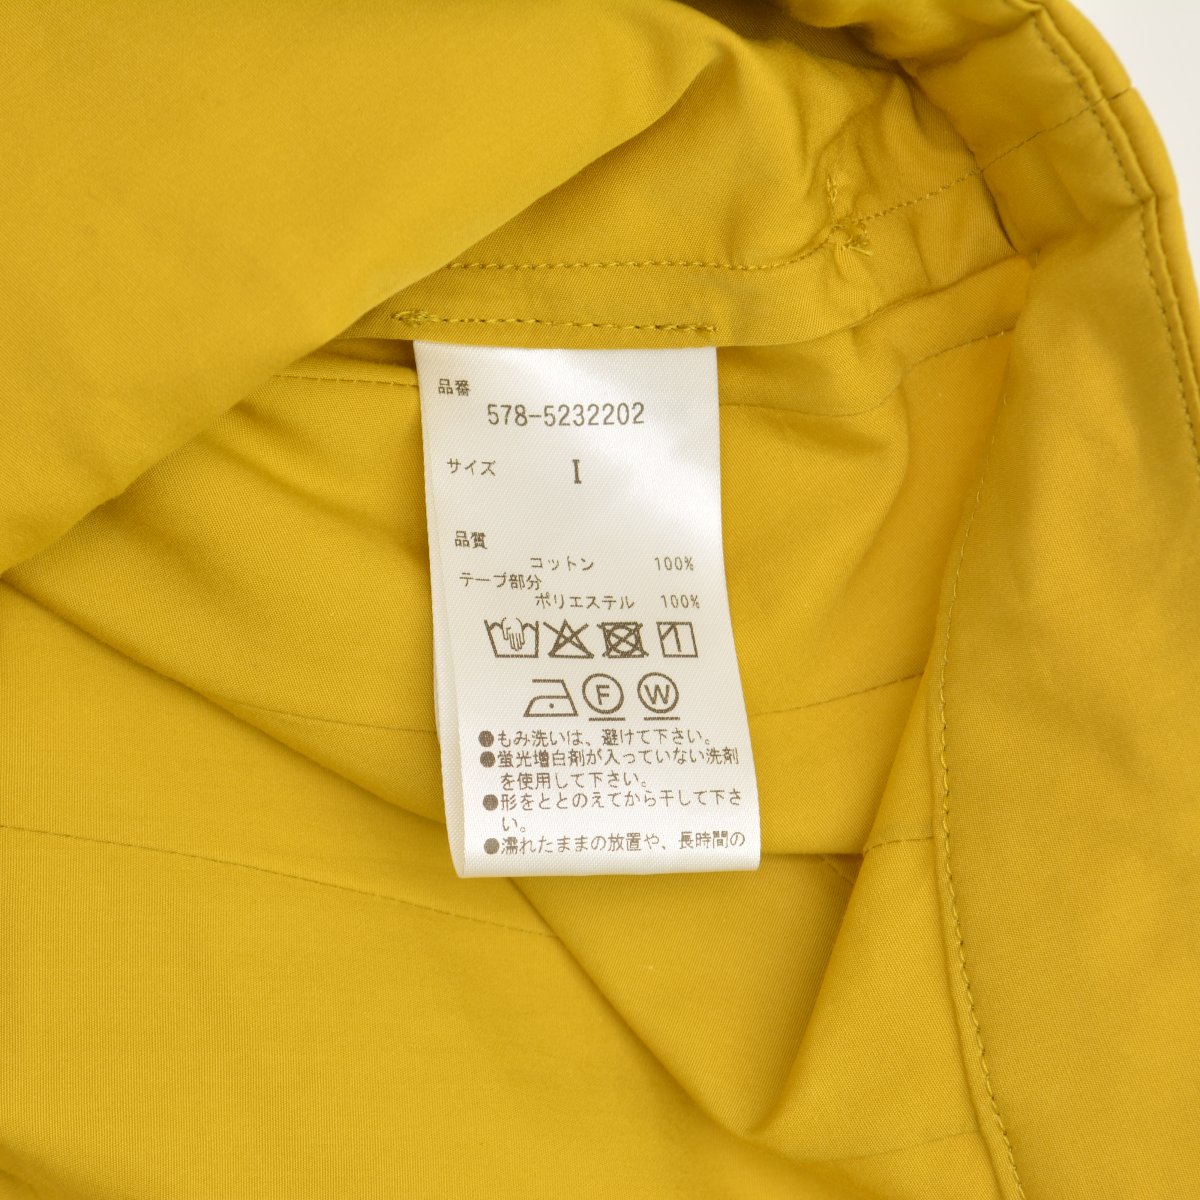 品番
578-5232202
サイズ I
品質
コットン 100%
テープ部分
ポリエステル 100%
F W
●もみ洗いは、避けて下さい。
●蛍光増白剤が入っていない洗剤
を使用して下さい。
●形をととのえてから干して下さ
い。
●濡れたままの放置や、長時間の